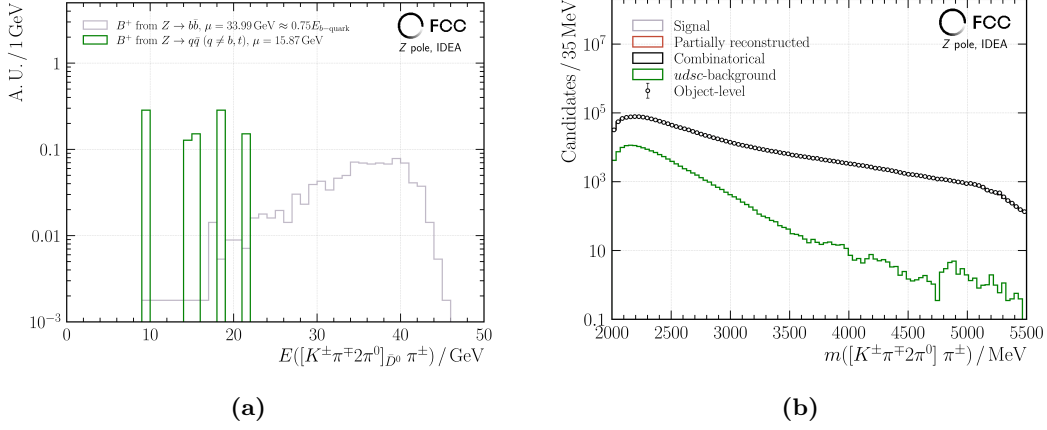 B⁺ from Z → bb̄, μ = 33.99 GeV ≈ 0.75E_{b−quark}
B⁺ from Z → qq̄ (q ≠ b, t), μ = 15.87 GeV
FCC
Z pole, IDEA
A. U. / 1 GeV
1
0.1
0.01
10⁻³
0 10 20 30 40 50
E([K^±π^∓2π⁰]_{D̄⁰} π^±) / GeV
(a)
Signal
Partially reconstructed
Combinatorical
udsc-background
Object-level
FCC
Z pole, IDEA
Candidates / 35 MeV
10⁷
10⁵
10³
10
0.1
2000 2500 3000 3500 4000 4500 5000 5500
m([K^±π^∓2π⁰] π^±) / MeV
(b)